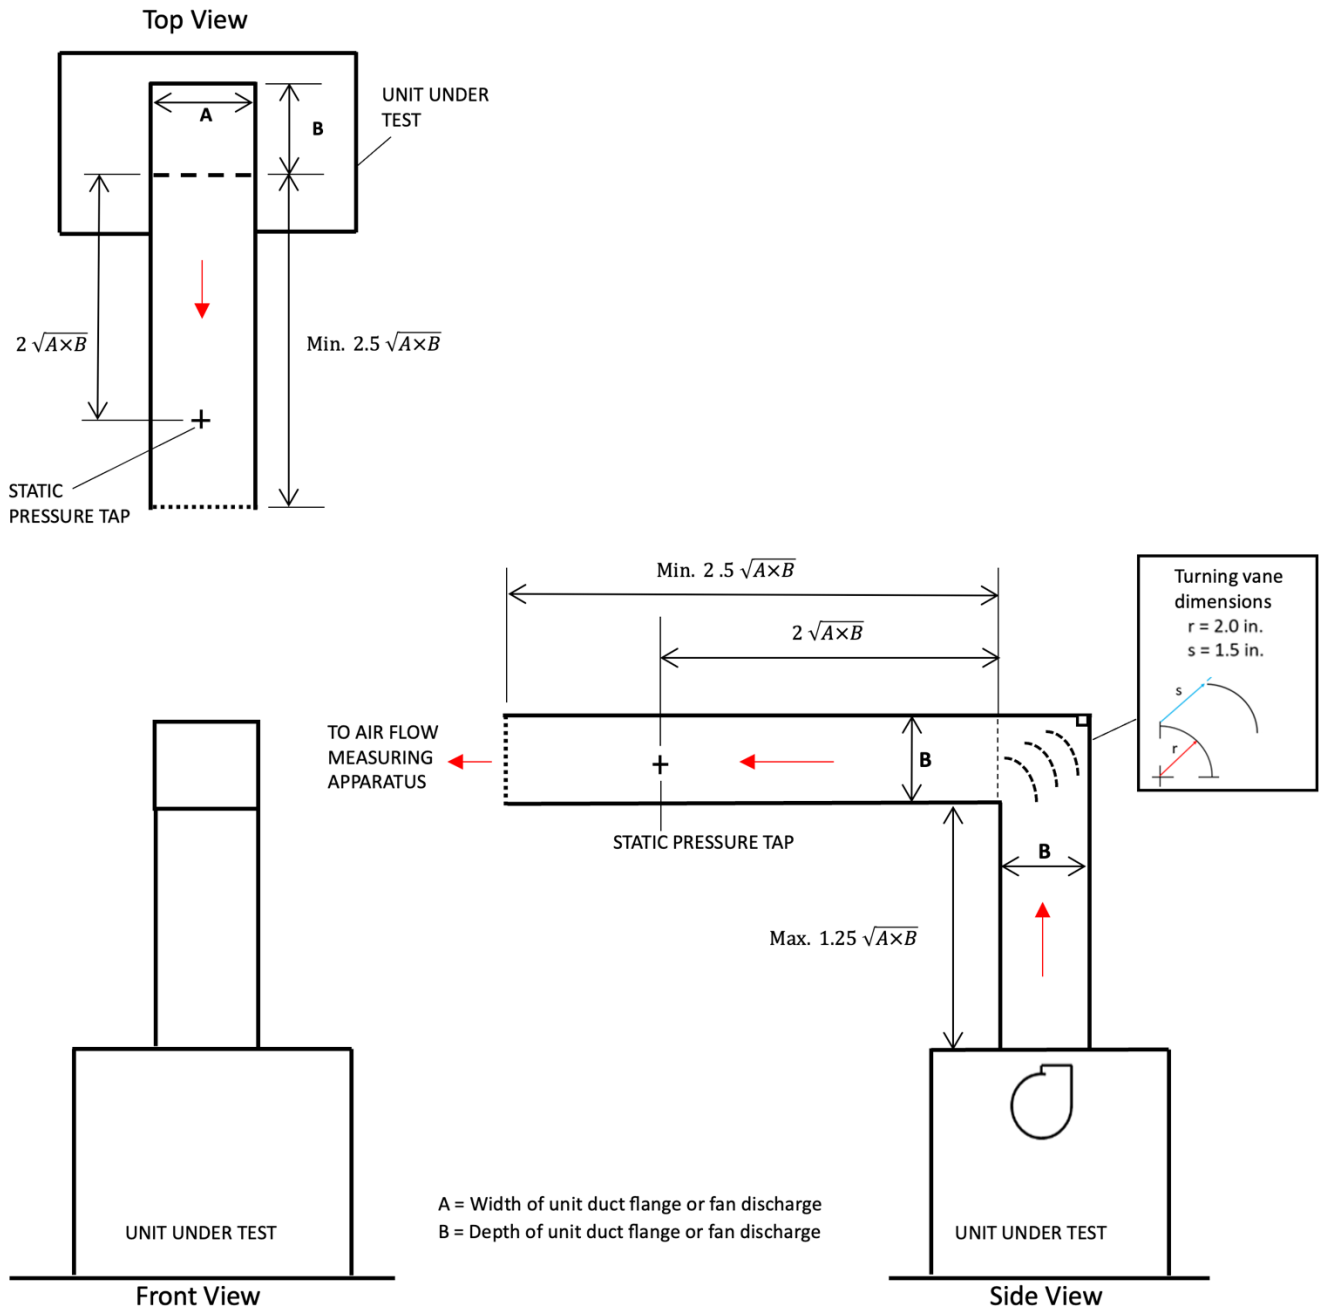 Top View
A
B
UNIT UNDER
TEST
2 √A×B
Min. 2.5 √A×B
STATIC
PRESSURE TAP
Min. 2 .5 √A×B
2 √A×B
Turning vane
dimensions
r = 2.0 in.
s = 1.5 in.
s
r
TO AIR FLOW
MEASURING
APPARATUS
B
STATIC PRESSURE TAP
B
Max. 1.25 √A×B
A = Width of unit duct flange or fan discharge
B = Depth of unit duct flange or fan discharge
UNIT UNDER TEST
UNIT UNDER TEST
Front View
Side View